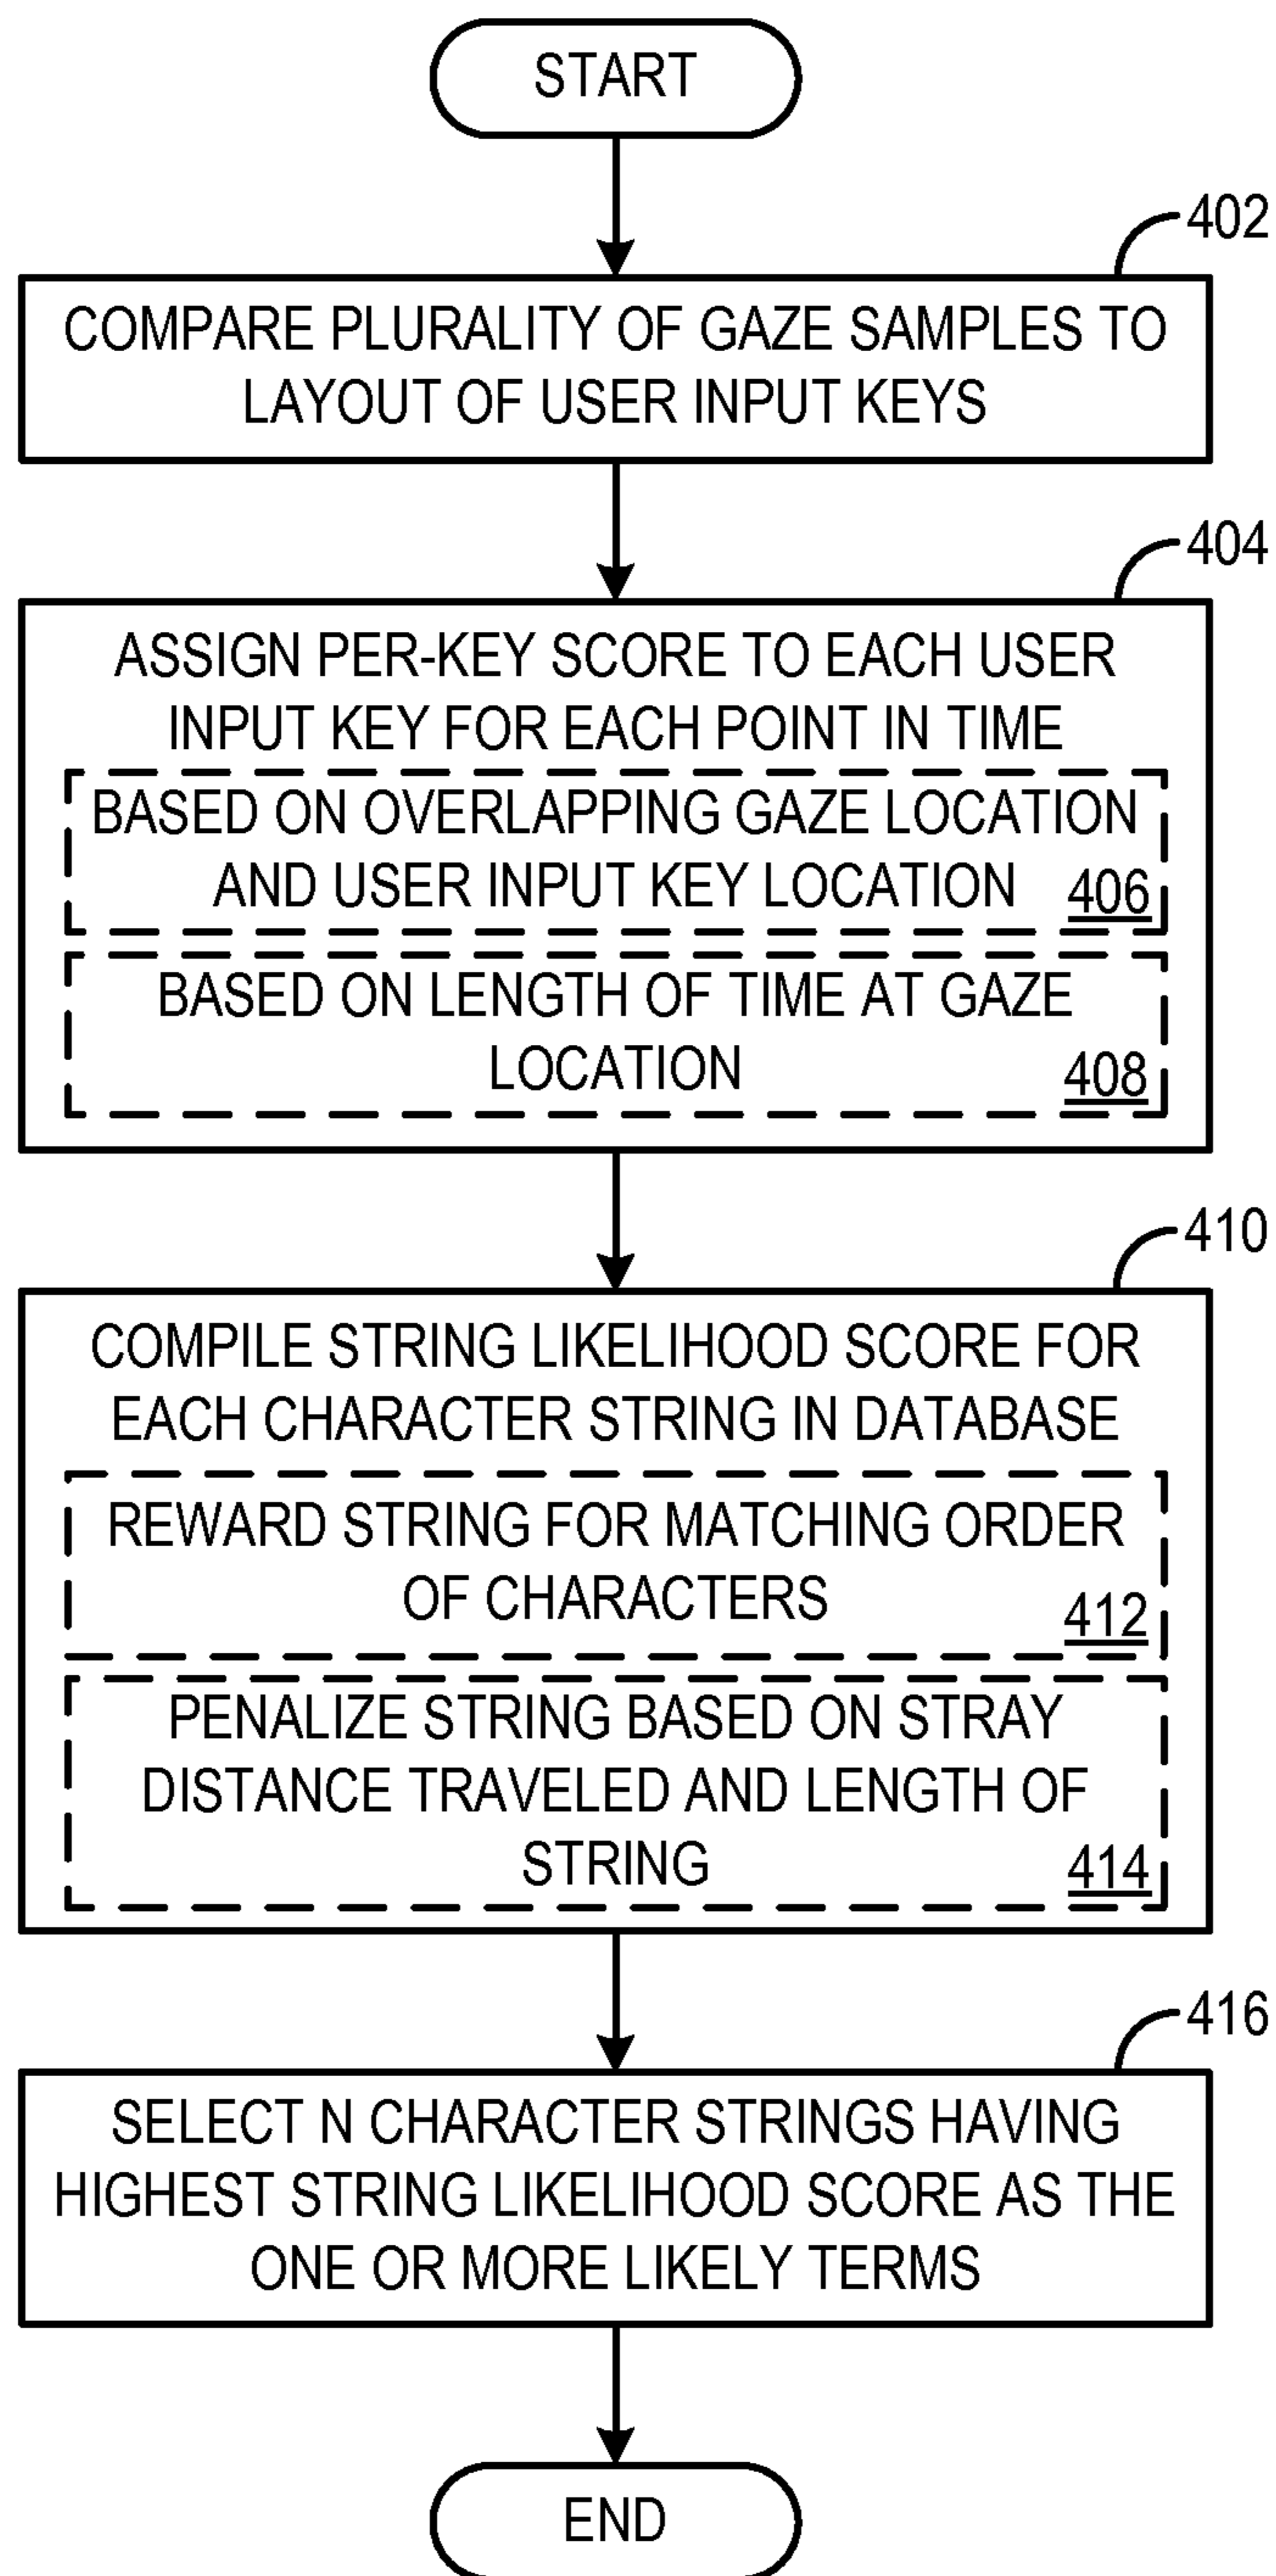 START
402
COMPARE PLURALITY OF GAZE SAMPLES TO
LAYOUT OF USER INPUT KEYS
404
ASSIGN PER-KEY SCORE TO EACH USER
INPUT KEY FOR EACH POINT IN TIME
BASED ON OVERLAPPING GAZE LOCATION
AND USER INPUT KEY LOCATION
406
BASED ON LENGTH OF TIME AT GAZE
LOCATION
408
410
COMPILE STRING LIKELIHOOD SCORE FOR
EACH CHARACTER STRING IN DATABASE
REWARD STRING FOR MATCHING ORDER
OF CHARACTERS
412
PENALIZE STRING BASED ON STRAY
DISTANCE TRAVELED AND LENGTH OF
STRING
414
416
SELECT N CHARACTER STRINGS HAVING
HIGHEST STRING LIKELIHOOD SCORE AS THE
ONE OR MORE LIKELY TERMS
END